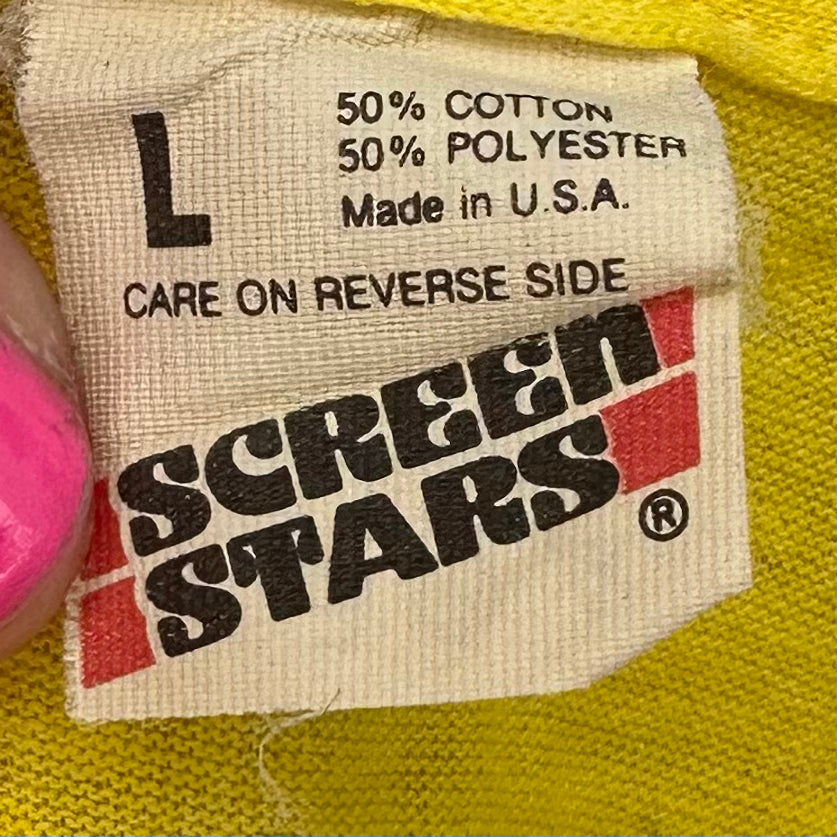 L
50% COTTON
50% POLYESTER
Made in U.S.A.
CARE ON REVERSE SIDE
SCREEN
STARS
®